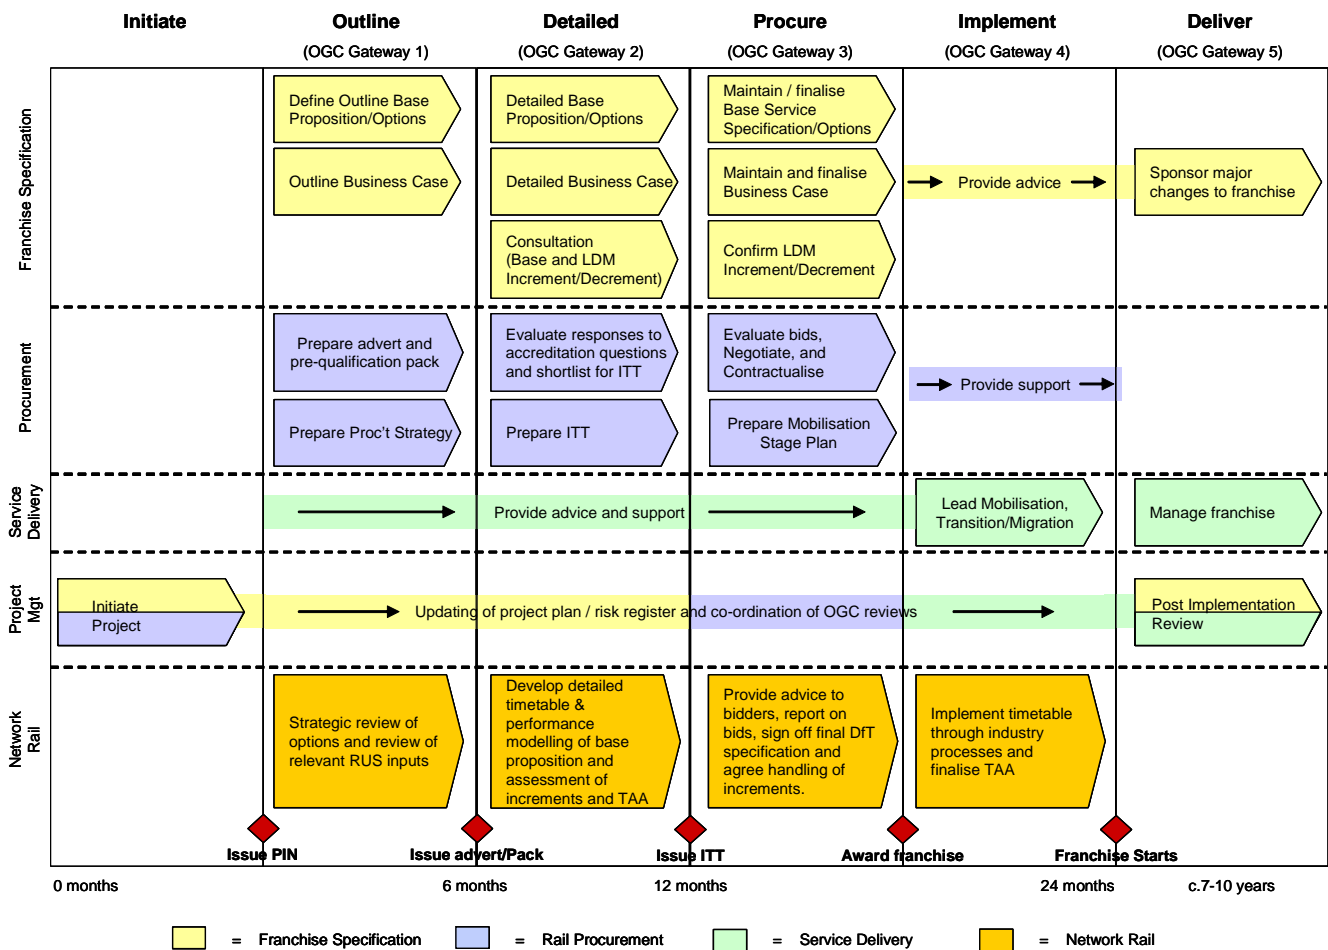 Initiate
Outline
(OGC Gateway 1)
Detailed
(OGC Gateway 2)
Procure
(OGC Gateway 3)
Implement
(OGC Gateway 4)
Deliver
(OGC Gateway 5)
Franchise Specification
Define Outline Base
Proposition/Options
Detailed Base
Proposition/Options
Maintain / finalise
Base Service
Specification/Options
Outline Business Case
Detailed Business Case
Maintain and finalise
Business Case
Provide advice
Sponsor major
changes to franchise
Consultation
(Base and LDM
Increment/Decrement)
Confirm LDM
Increment/Decrement
Procurement
Prepare advert and
pre-qualification pack
Evaluate responses to
accreditation questions
and shortlist for ITT
Evaluate bids,
Negotiate, and
Contractualise
Provide support
Prepare Proc't Strategy
Prepare ITT
Prepare Mobilisation
Stage Plan
Service
Delivery
Provide advice and support
Lead Mobilisation,
Transition/Migration
Manage franchise
Project
Mgt
Initiate
Project
Updating of project plan / risk register and co-ordination of OGC reviews
Post Implementation
Review
Network
Rail
Strategic review of
options and review of
relevant RUS inputs
Develop detailed
timetable &
performance
modelling of base
proposition and
assessment of
increments and TAA
Provide advice to
bidders, report on
bids, sign off final DfT
specification and
agree handling of
increments.
Implement timetable
through industry
processes and
finalise TAA
Issue PIN
Issue advert/Pack
Issue ITT
Award franchise
Franchise Starts
0 months
6 months
12 months
24 months
c.7-10 years
= Franchise Specification
= Rail Procurement
= Service Delivery
= Network Rail